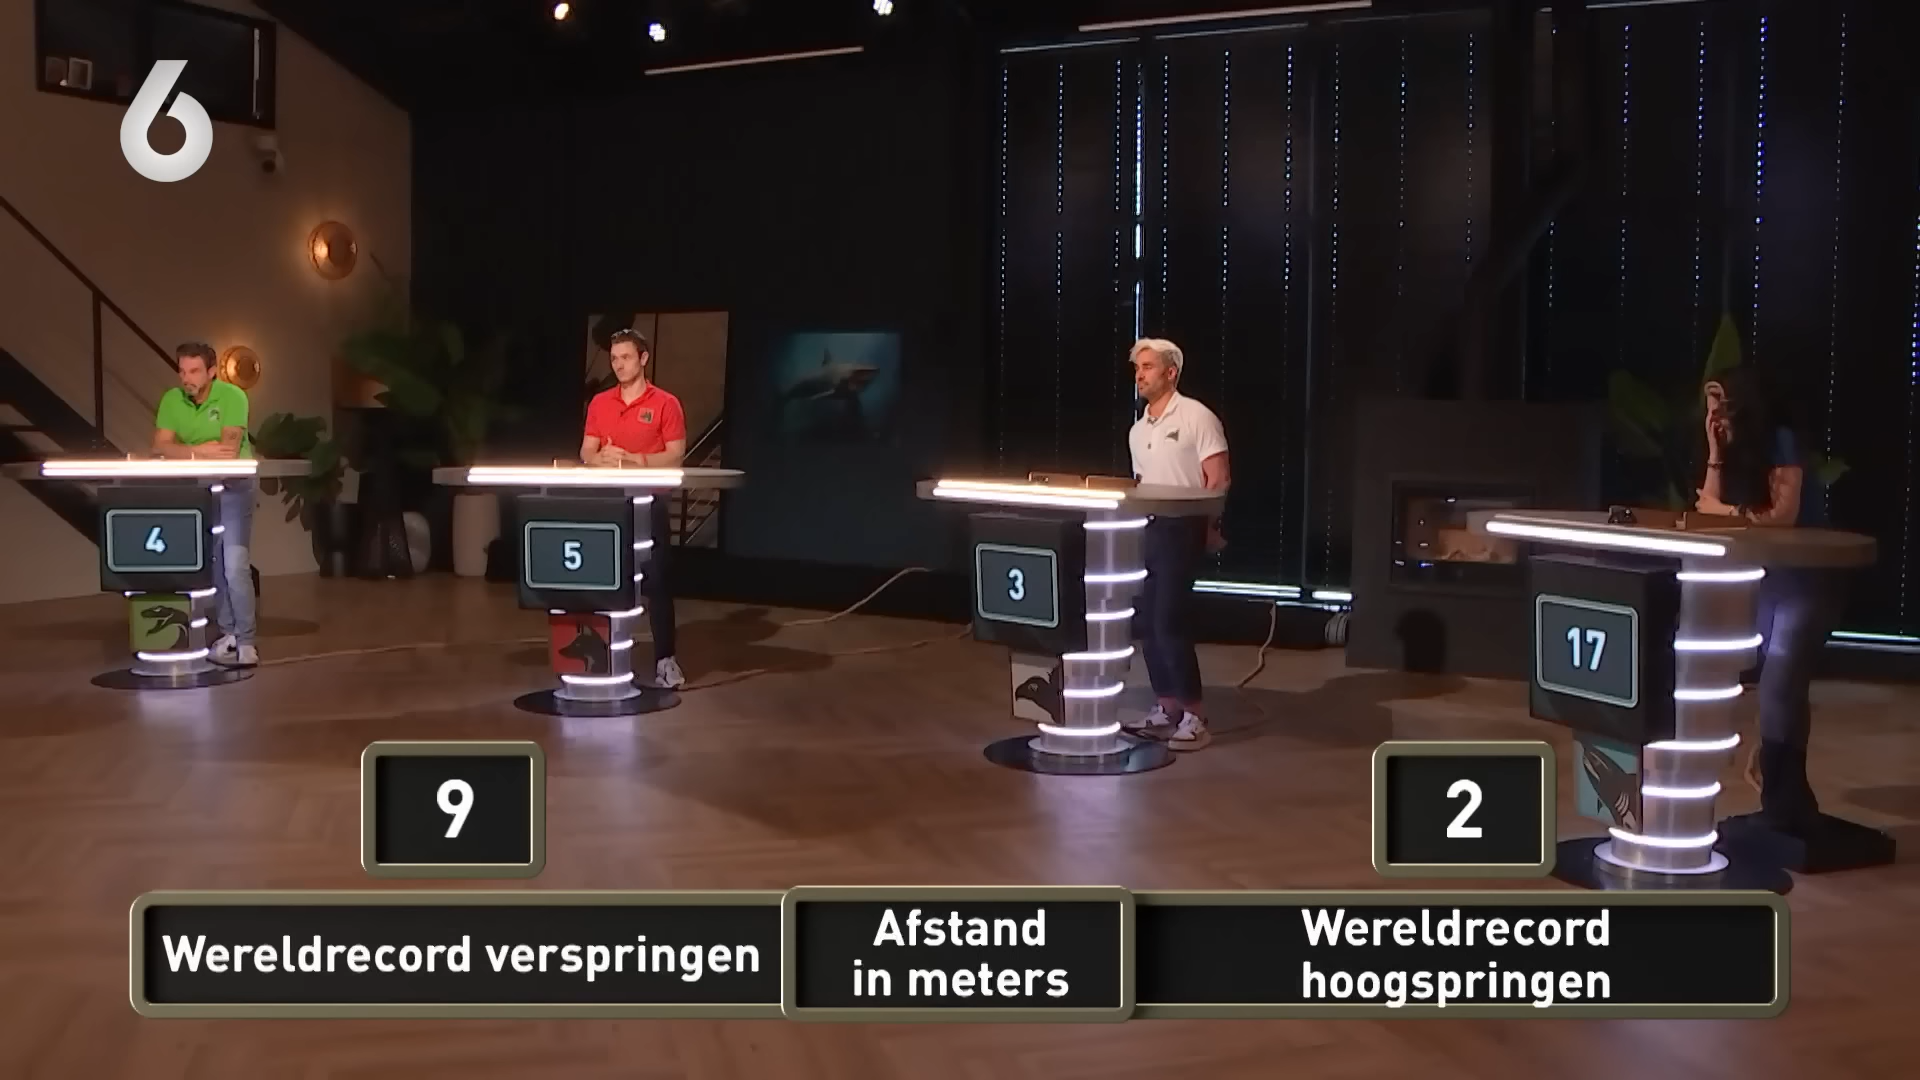 6
4
5
3
17
9
2
Wereldrecord verspringen
Afstand
in meters
Wereldrecord
hoogspringen